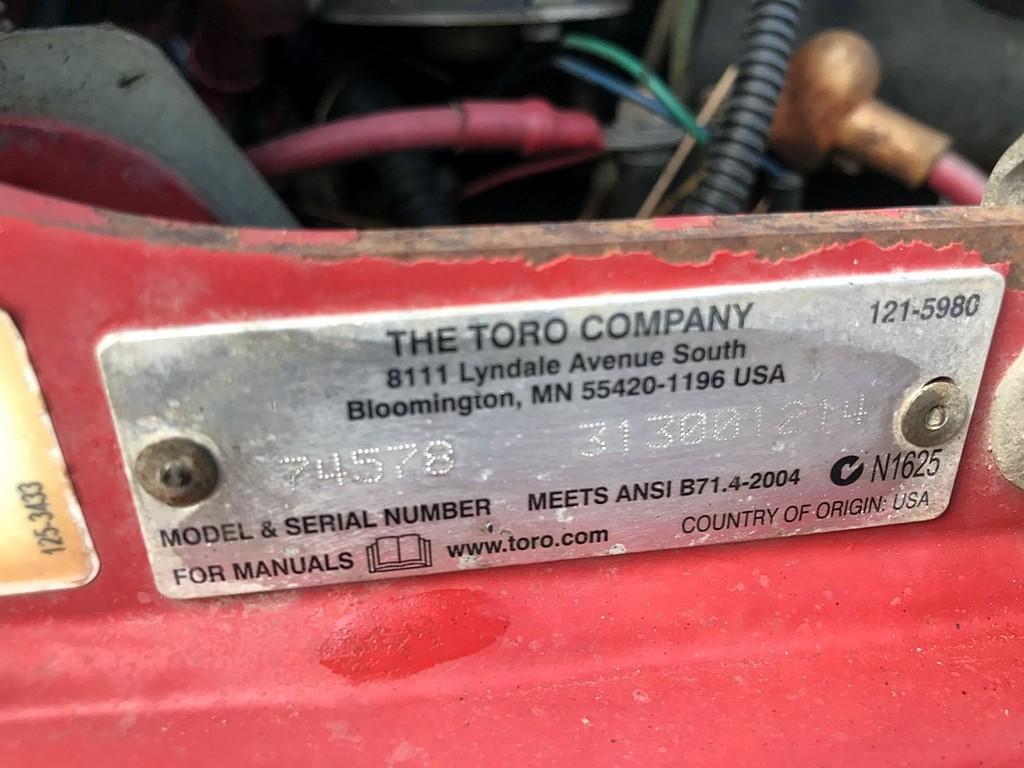 THE TORO COMPANY
121-5980
8111 Lyndale Avenue South
Bloomington, MN 55420-1196 USA
74578 313001214
MODEL & SERIAL NUMBER MEETS ANSI B71.4-2004 N1625
FOR MANUALS www.toro.com COUNTRY OF ORIGIN: USA
125-3433